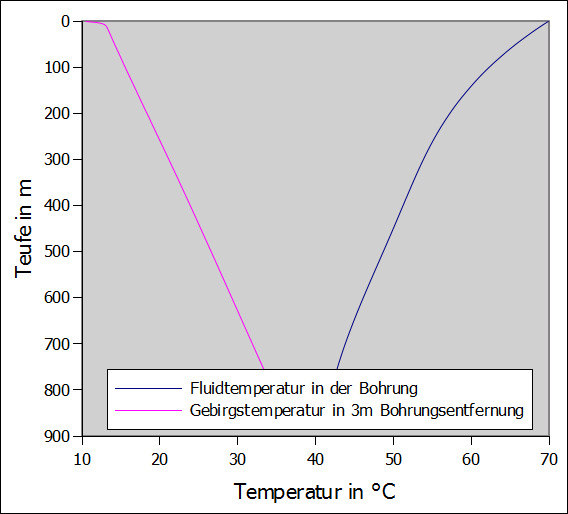 0
100
200
300
400
500
600
700
800
900
Teufe in m
Fluidtemperatur in der Bohrung
Gebirgstemperatur in 3m Bohrungsentfernung
10 20 30 40 50 60 70
Temperatur in °C